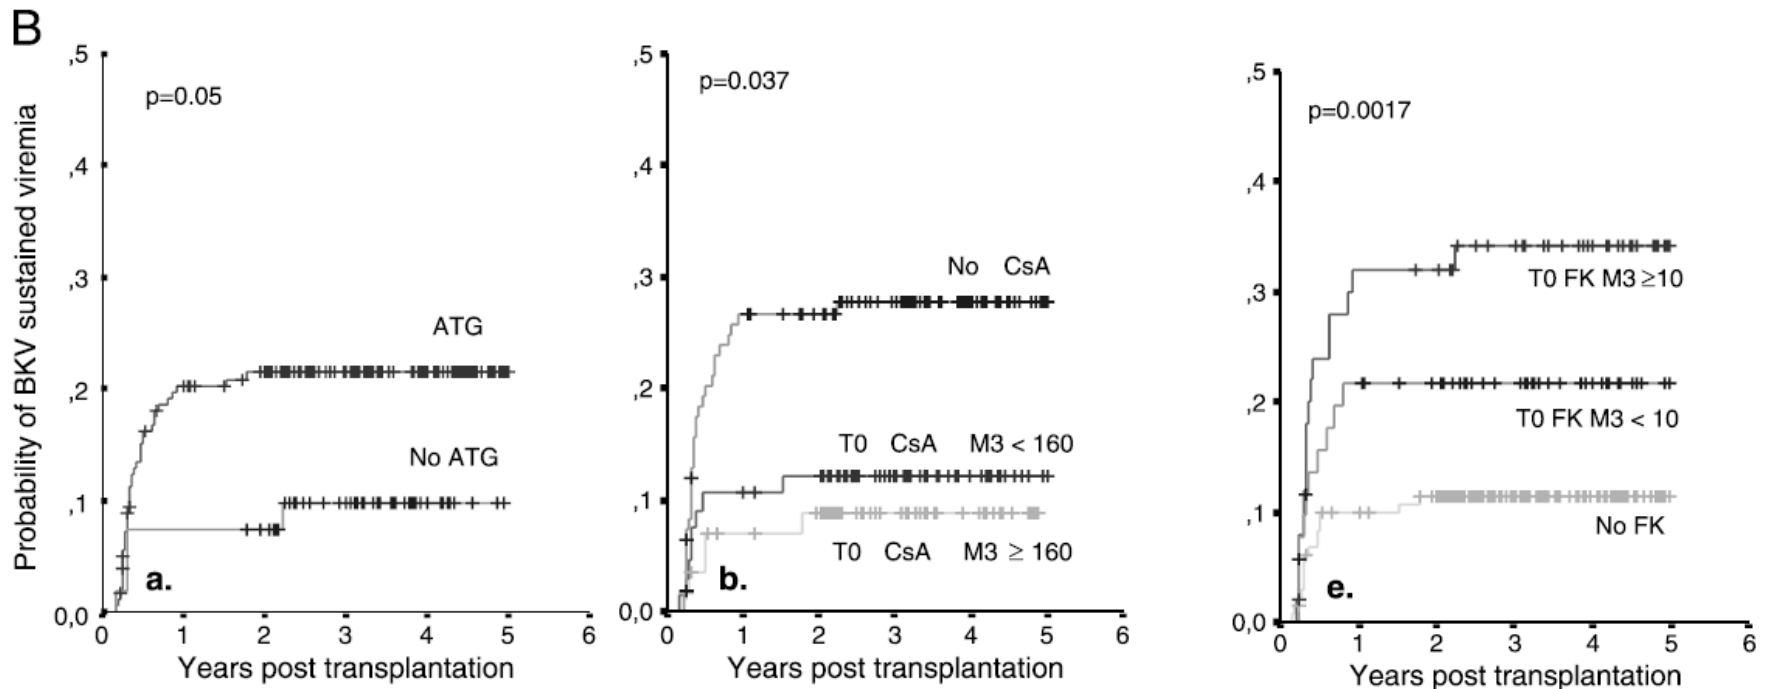 B
Probability of BKV sustained viremia
,5
,4
,3
,2
,1
0,0
p=0.05
ATG
No ATG
a.
0 1 2 3 4 5 6
Years post transplantation
,5
,4
,3
,2
,1
0,0
p=0.037
No CsA
T0 CsA M3 < 160
T0 CsA M3 ≥ 160
b.
0 1 2 3 4 5 6
Years post transplantation
,5
,4
,3
,2
,1
0,0
p=0.0017
T0 FK M3 ≥10
T0 FK M3 < 10
No FK
e.
0 1 2 3 4 5 6
Years post transplantation